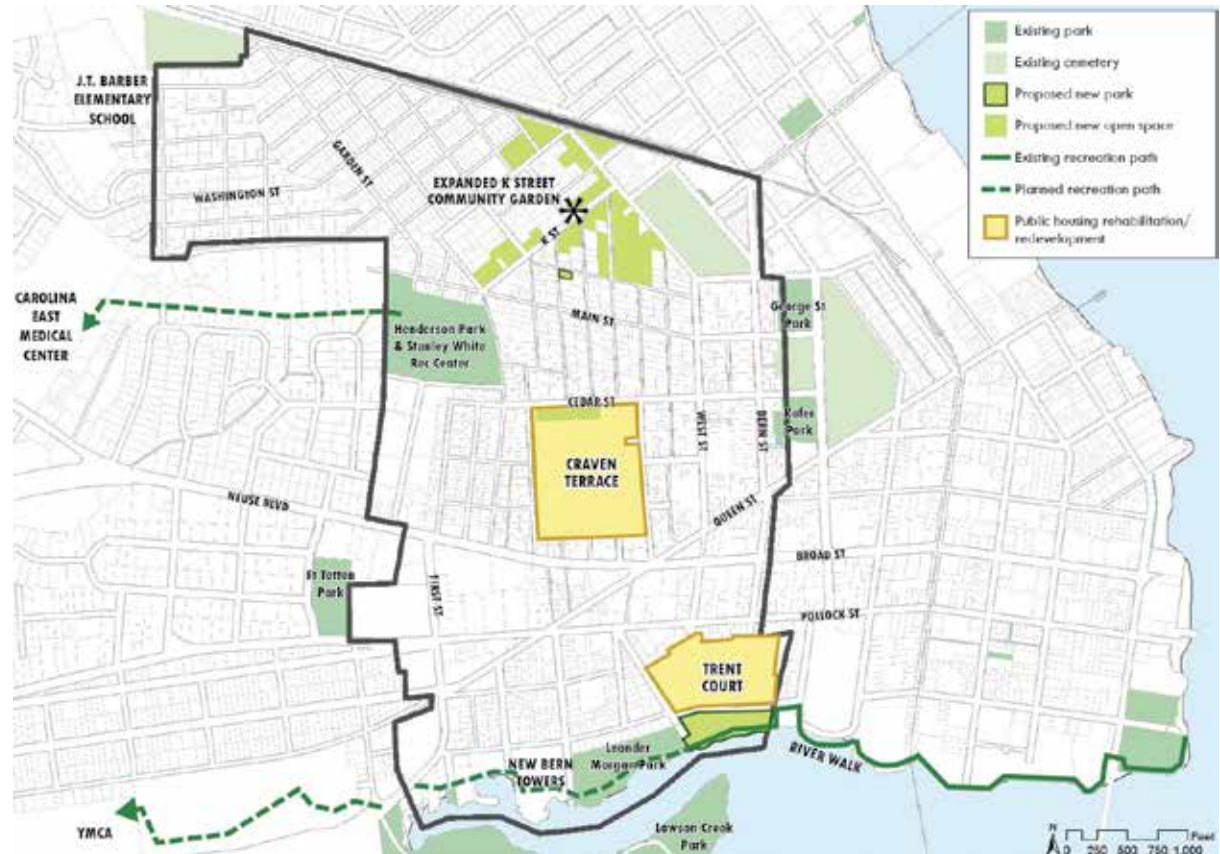 J.T. BARBER
ELEMENTARY
SCHOOL
GARDEN ST
WASHINGTON ST
EXPANDED K STREET
COMMUNITY GARDEN
K ST
CAROLINA
EAST
MEDICAL
CENTER
Henderson Park
& Stanley White
Rec Center
MAIN ST
George St
Park
CEDAR ST
WEST ST
BERN ST
Kafer
Park
CRAVEN
TERRACE
NEUSE BLVD
QUEEN ST
BROAD ST
FIRST ST
POLLOCK ST
TRENT
COURT
NEW BERN
TOWERS
Leander
Morgan Park
RIVER WALK
YMCA
Lawson Creek
Park
Existing park
Existing cemetery
Proposed new park
Proposed new open space
Existing recreation path
Planned recreation path
Public housing rehabilitation/
redevelopment
N
Feet
0 250 500 750 1,000